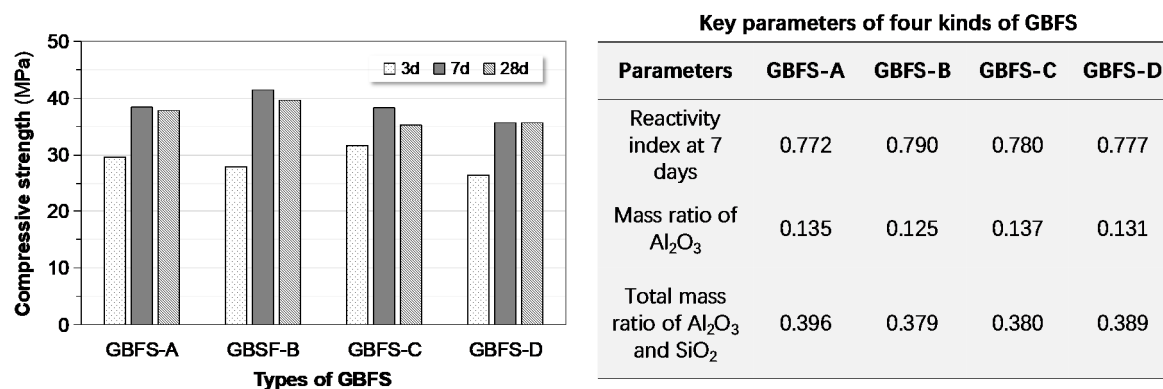 Compressive strength (MPa)
50
40
30
20
10
0
3d 7d 28d
GBFS-A GBSF-B GBFS-C GBFS-D
Types of GBFS
Key parameters of four kinds of GBFS
Parameters GBFS-A GBFS-B GBFS-C GBFS-D
Reactivity
index at 7
days
0.772 0.790 0.780 0.777
Mass ratio of
Al₂O₃
0.135 0.125 0.137 0.131
Total mass
ratio of Al₂O₃
and SiO₂
0.396 0.379 0.380 0.389